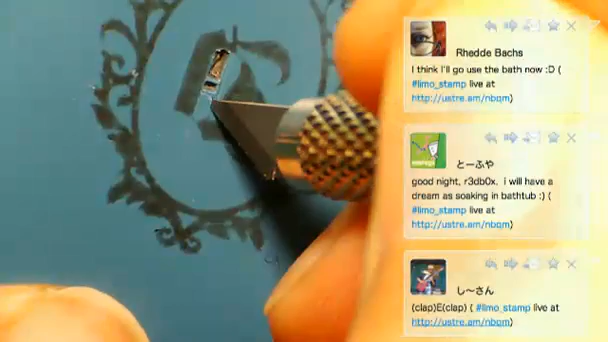 Rhedde Bachs
I think I'll go use the bath now :D (
#limo_stamp live at
http://ustre.am/nbqm)
とーふや
good night, r3db0x. i will have a
dream as soaking in bathtub :) (
#limo_stamp live at
http://ustre.am/nbqm)
し〜さん
(clap)E(clap) ( #limo_stamp live at
http://ustre.am/nbqm)